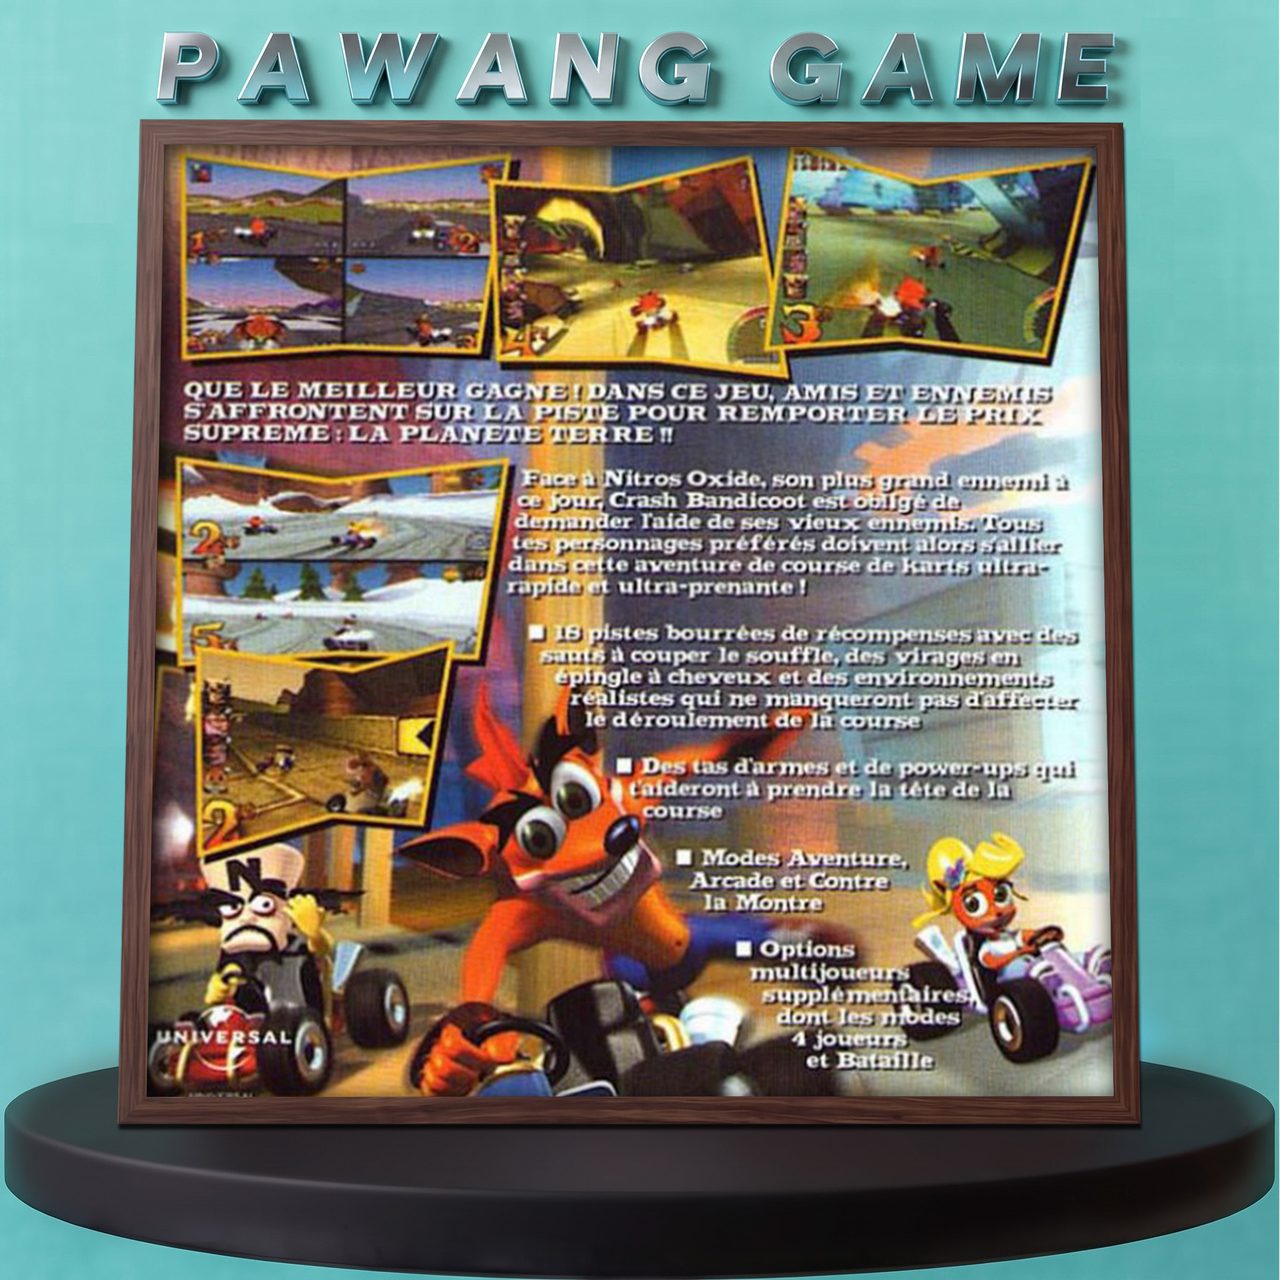 PAWANG GAME
QUE LE MEILLEUR GAGNE ! DANS CE JEU, AMIS ET ENNEMIS
S'AFFRONTENT SUR LA PISTE POUR REMPORTER LE PRIX
SUPREME : LA PLANETE TERRE !!
Face à Nitros Oxide, son plus grand ennemi à
ce jour, Crash Bandicoot est obligé de
demander l'aide de ses vieux ennemis. Tous
tes personnages préférés doivent alors s'allier
dans cette aventure de course de karts ultra-
rapide et ultra-prenante !
■ 18 pistes bourrées de récompenses avec des
sauts à couper le souffle, des virages en
épingle à cheveux et des environnements
réalistes qui ne manqueront pas d'affecter
le déroulement de la course
■ Des tas d'armes et de power-ups qui
t'aideront à prendre la tête de la
course
■ Modes Aventure,
Arcade et Contre
la Montre
■ Options
multijoueurs
supplémentaires,
dont les modes
4 joueurs
et Bataille
N
UNIVERSAL